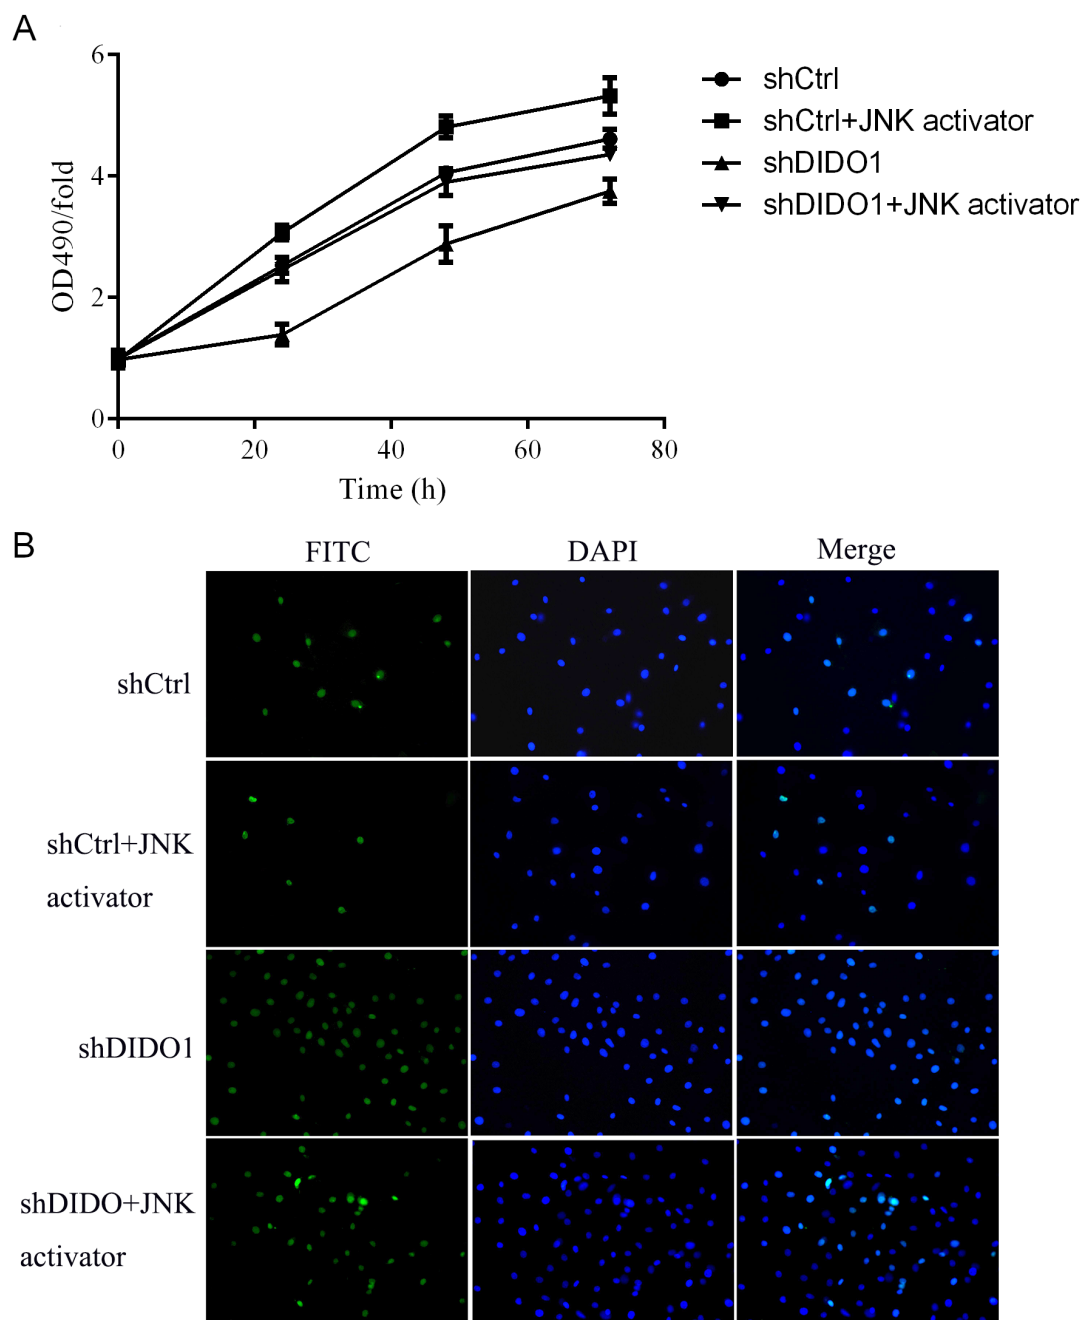 A
6
4
2
0
OD490/fold
0 20 40 60 80
Time (h)
shCtrl
shCtrl+JNK activator
shDIDO1
shDIDO1+JNK activator
B
FITC DAPI Merge
shCtrl
shCtrl+JNK
activator
shDIDO1
shDIDO+JNK
activator